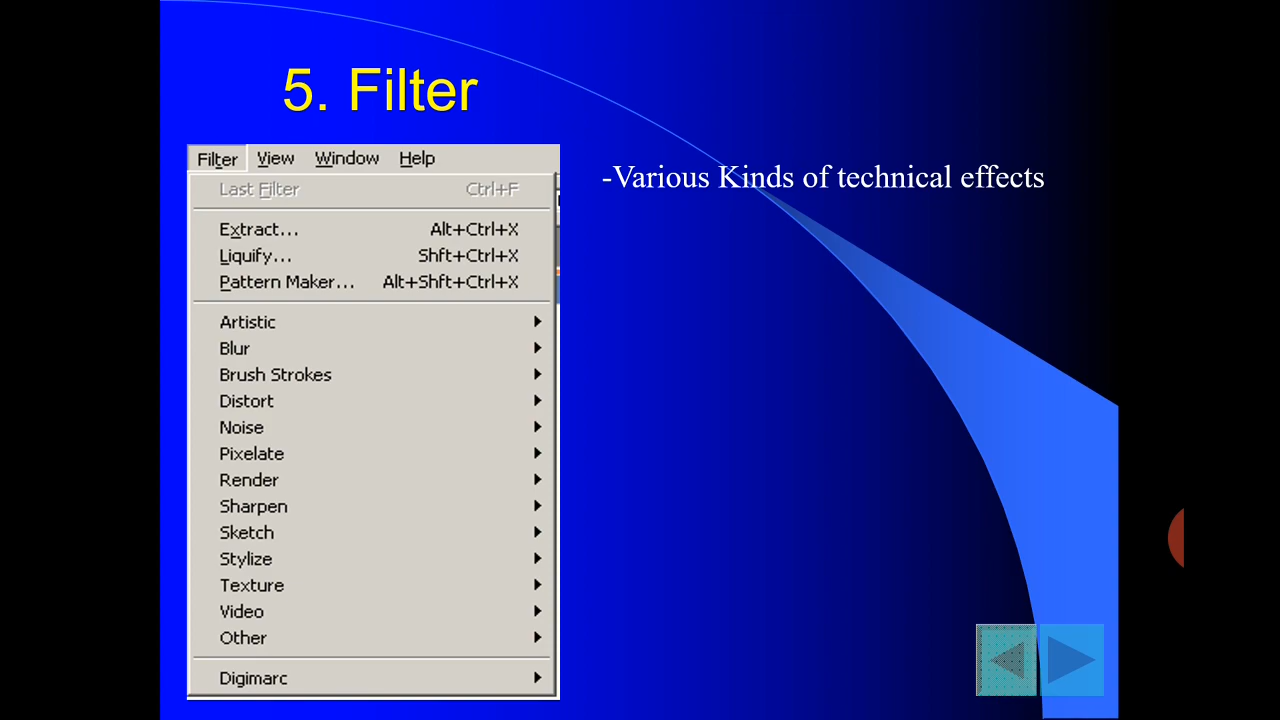 5. Filter
Filter View Window Help
-Various Kinds of technical effects
Last Filter Ctrl+F
Extract... Alt+Ctrl+X
Liquify... Shft+Ctrl+X
Pattern Maker... Alt+Shft+Ctrl+X
Artistic
Blur
Brush Strokes
Distort
Noise
Pixelate
Render
Sharpen
Sketch
Stylize
Texture
Video
Other
Digimarc